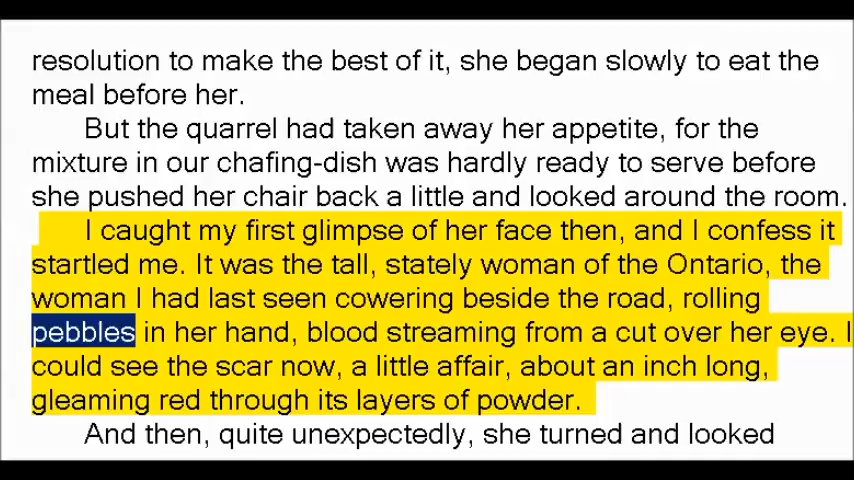 resolution to make the best of it, she began slowly to eat the
meal before her.
But the quarrel had taken away her appetite, for the
mixture in our chafing-dish was hardly ready to serve before
she pushed her chair back a little and looked around the room.
I caught my first glimpse of her face then, and I confess it
startled me. It was the tall, stately woman of the Ontario, the
woman I had last seen cowering beside the road, rolling
pebbles in her hand, blood streaming from a cut over her eye. I
could see the scar now, a little affair, about an inch long,
gleaming red through its layers of powder.
And then, quite unexpectedly, she turned and looked